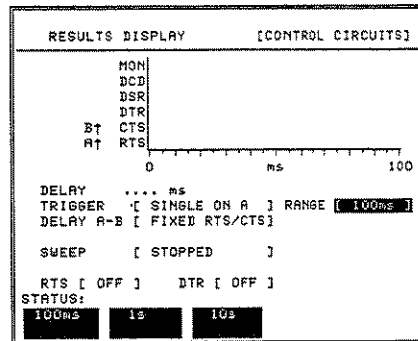 RESULTS DISPLAY [CONTROL CIRCUITS]
MON
DCD
DSR
DTR
B↑ CTS
A↑ RTS
0 ms 100
DELAY .... ms
TRIGGER [ SINGLE ON A ] RANGE [ 100ms ]
DELAY A-B [ FIXED RTS/CTS]
SWEEP [ STOPPED ]
RTS [ OFF ] DTR [ OFF ]
STATUS:
100ms 1s 10s